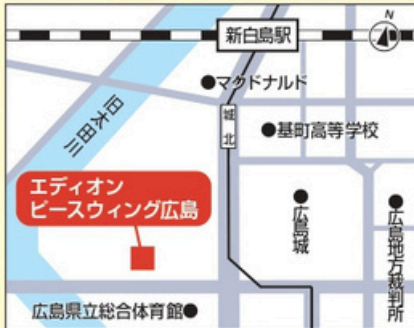 新白島駅
N
マクドナルド
旧太田川
城北
基町高等学校
エディオン
ピースウィング広島
広島城
広島地方裁判所
広島県立総合体育館